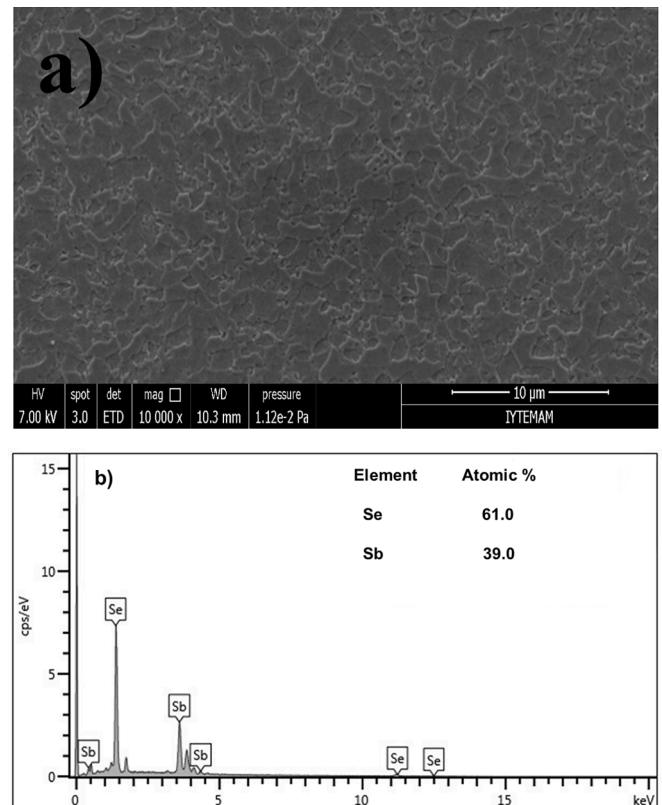 a)
HV spot det mag □ WD pressure 10 µm
7.00 kV 3.0 ETD 10 000 x 10.3 mm 1.12e-2 Pa IYTEMAM
b)
Element Atomic %
Se 61.0
Sb 39.0
cps/eV
15
10
5
0
Sb
Se
Sb
Sb
Se
Se
0 5 10 15 keV